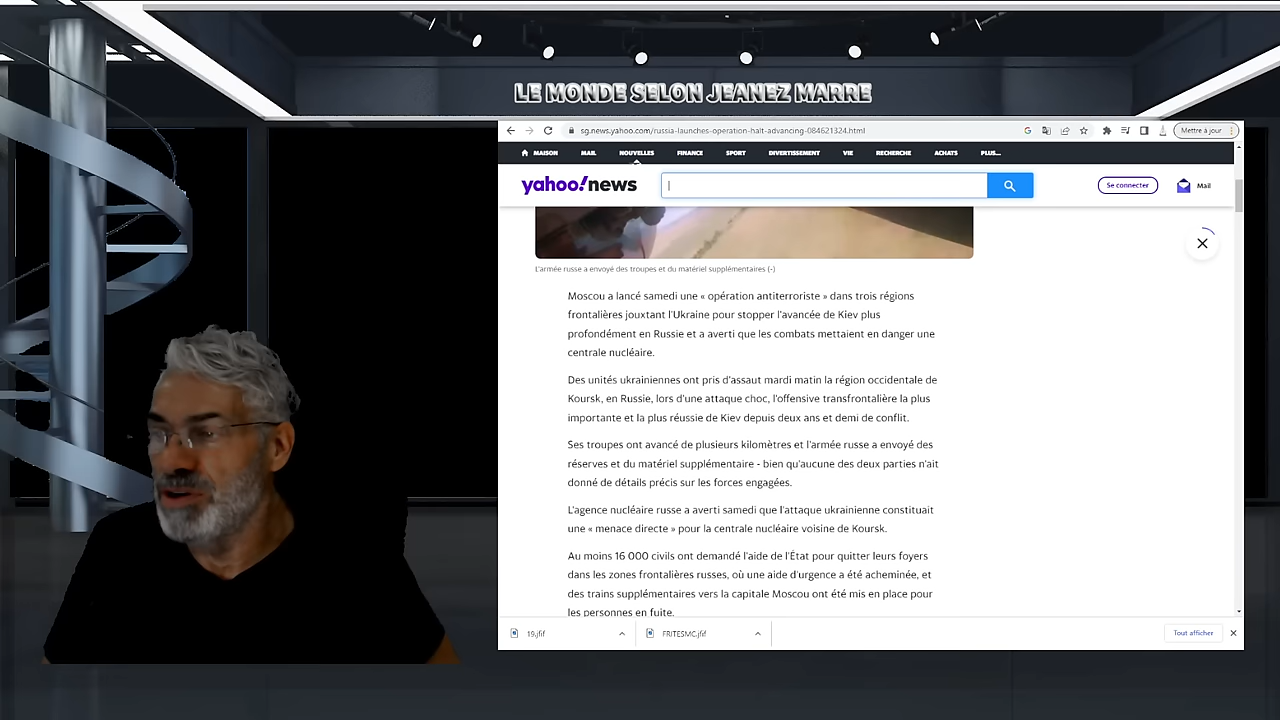 LE MONDE SELON JEANEZ MARRE
sg.news.yahoo.com/russia-launches-operation-halt-advancing-084621324.html
Mettre à jour
MAISON MAIL NOUVELLES FINANCE SPORT DIVERTISSEMENT VIE RECHERCHE ACHATS PLUS...
yahoo!news
Se connecter
Mail
L'armée russe a envoyé des troupes et du matériel supplémentaires (-)
Moscou a lancé samedi une « opération antiterroriste » dans trois régions
frontalières jouxtant l'Ukraine pour stopper l'avancée de Kiev plus
profondément en Russie et a averti que les combats mettaient en danger une
centrale nucléaire.
Des unités ukrainiennes ont pris d'assaut mardi matin la région occidentale de
Koursk, en Russie, lors d'une attaque choc, l'offensive transfrontalière la plus
importante et la plus réussie de Kiev depuis deux ans et demi de conflit.
Ses troupes ont avancé de plusieurs kilomètres et l'armée russe a envoyé des
réserves et du matériel supplémentaire - bien qu'aucune des deux parties n'ait
donné de détails précis sur les forces engagées.
L'agence nucléaire russe a averti samedi que l'attaque ukrainienne constituait
une « menace directe » pour la centrale nucléaire voisine de Koursk.
Au moins 16 000 civils ont demandé l'aide de l'État pour quitter leurs foyers
dans les zones frontalières russes, où une aide d'urgence a été acheminée, et
des trains supplémentaires vers la capitale Moscou ont été mis en place pour
les personnes en fuite.
19.jfif
FRITESMC.jfif
Tout afficher